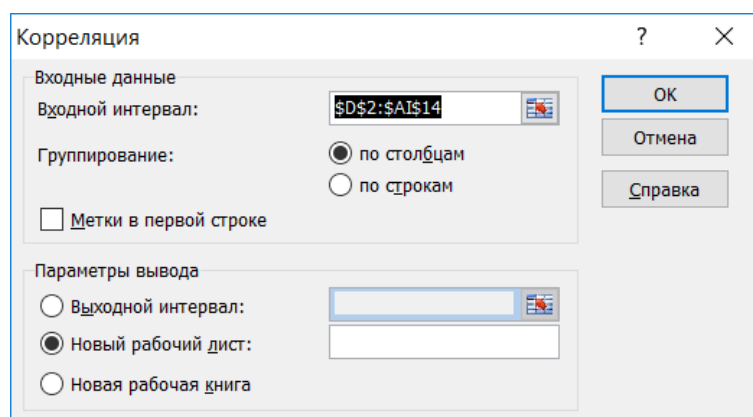 Корреляция
Входные данные
Входной интервал: $D$2:$AI$14
OK
Отмена
Группирование: по столбцам
по строкам
Справка
Метки в первой строке
Параметры вывода
Выходной интервал:
Новый рабочий лист:
Новая рабочая книга